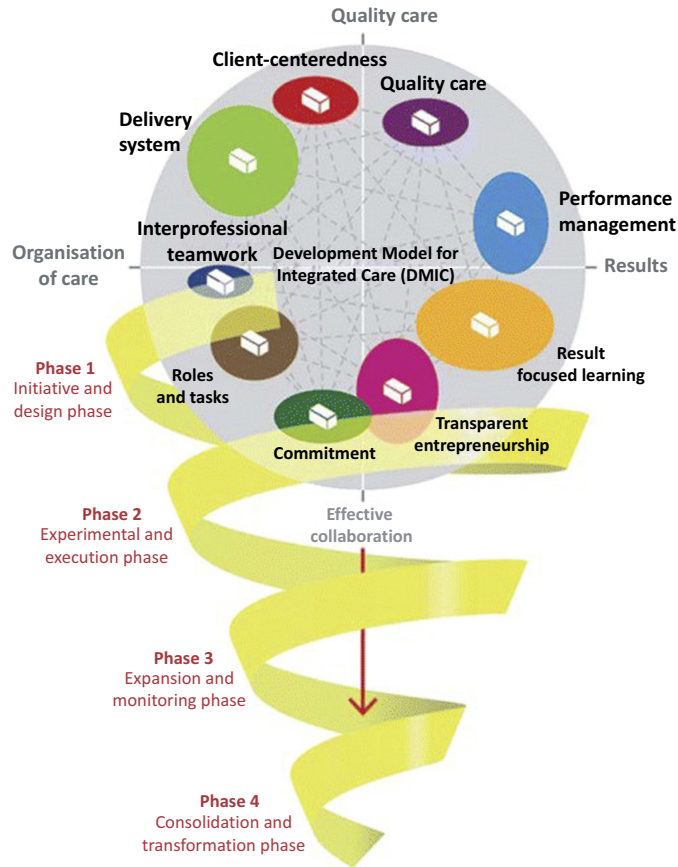 Quality care
Client-centeredness
Quality care
Delivery
system
Performance
management
Interprofessional
teamwork
Development Model for
Integrated Care (DMIC)
Organisation
of care
Results
Phase 1
Initiative and
design phase
Roles
and tasks
Result
focused learning
Commitment
Transparent
entrepreneurship
Effective
collaboration
Phase 2
Experimental and
execution phase
Phase 3
Expansion and
monitoring phase
Phase 4
Consolidation and
transformation phase